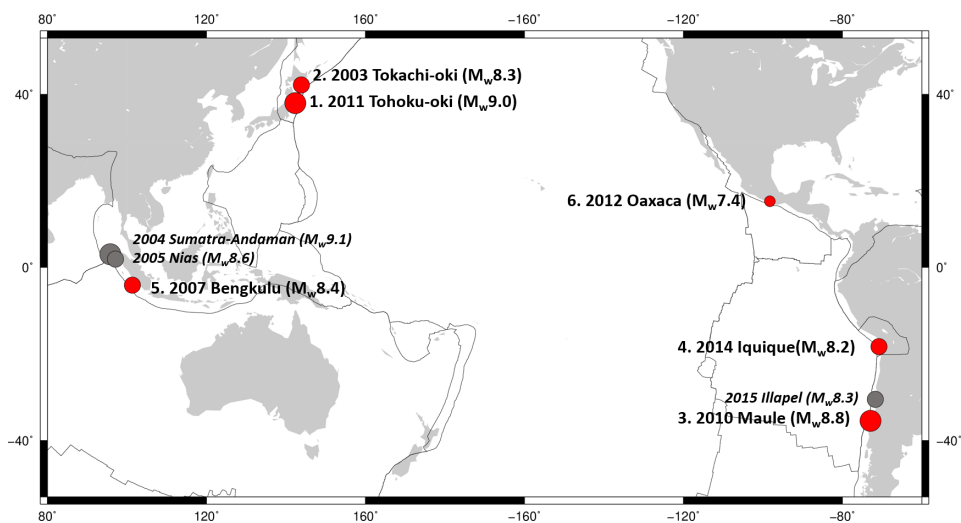 80˚ 120˚ 160˚ −160˚ −120˚ −80˚
40˚ 40˚
2. 2003 Tokachi-oki (Mw8.3)
1. 2011 Tohoku-oki (Mw9.0)
6. 2012 Oaxaca (Mw7.4)
2004 Sumatra-Andaman (Mw9.1)
2005 Nias (Mw8.6)
0˚ 0˚
5. 2007 Bengkulu (Mw8.4)
4. 2014 Iquique(Mw8.2)
2015 Illapel (Mw8.3)
3. 2010 Maule (Mw8.8)
−40˚ −40˚
80˚ 120˚ 160˚ −160˚ −120˚ −80˚